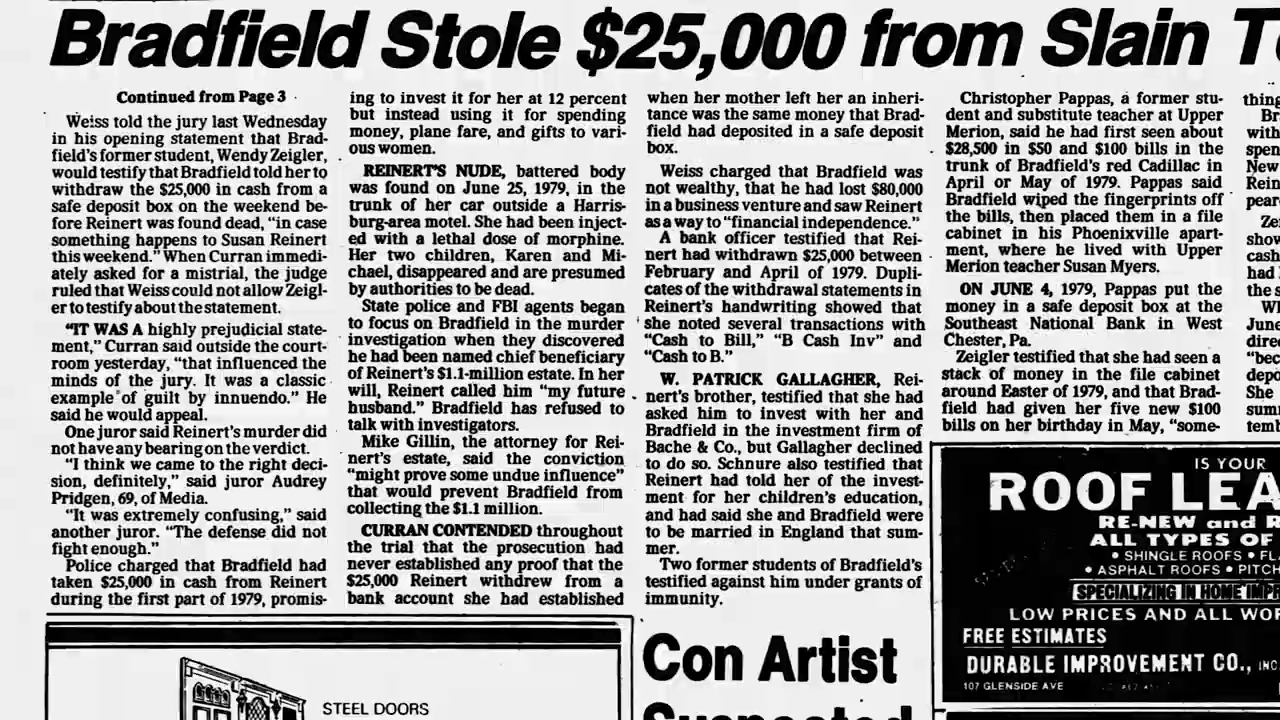 Bradfield Stole $25,000 from Slain
Continued from Page 3
Weiss told the jury last Wednesday
in his opening statement that Brad-
field's former student, Wendy Zeigler,
would testify that Bradfield told her to
withdraw the $25,000 in cash from a
safe deposit box on the weekend be-
fore Reinert was found dead, "in case
something happens to Susan Reinert
this weekend." When Curran immedi-
ately asked for a mistrial, the judge
ruled that Weiss could not allow Zeigl-
er to testify about the statement.
"IT WAS A highly prejudicial state-
ment," Curran said outside the court-
room yesterday, "that influenced the
minds of the jury. It was a classic
example of guilt by innuendo." He
said he would appeal.
One juror said Reinert's murder did
not have any bearing on the verdict.
"I think we came to the right deci-
sion, definitely," said juror Audrey
Pridgen, 69, of Media.
"It was extremely confusing," said
another juror. "The defense did not
fight enough."
Police charged that Bradfield had
taken $25,000 in cash from Reinert
during the first part of 1979, promis-
ing to invest it for her at 12 percent
but instead using it for spending
money, plane fare, and gifts to vari-
ous women.
REINERT'S NUDE, battered body
was found on June 25, 1979, in the
trunk of her car outside a Harris-
burg-area motel. She had been inject-
ed with a lethal dose of morphine.
Her two children, Karen and Mi-
chael, disappeared and are presumed
by authorities to be dead.
State police and FBI agents began
to focus on Bradfield in the murder
investigation when they discovered
he had been named chief beneficiary
of Reinert's $1.1-million estate. In her
will, Reinert called him "my future
husband." Bradfield has refused to
talk with investigators.
Mike Gillin, the attorney for Rei-
nert's estate, said the conviction
"might prove some undue influence"
that would prevent Bradfield from
collecting the $1.1 million.
CURRAN CONTENDED throughout
the trial that the prosecution had
never established any proof that the
$25,000 Reinert withdrew from a
bank account she had established
when her mother left her an inheri-
tance was the same money that Brad-
field had deposited in a safe deposit
box.
Weiss charged that Bradfield was
not wealthy, that he had lost $80,000
in a business venture and saw Reinert
as a way to "financial independence."
A bank officer testified that Rei-
nert had withdrawn $25,000 between
February and April of 1979. Dupli-
cates of the withdrawal statements in
Reinert's handwriting showed that
she noted several transactions with
"Cash to Bill," "B Cash Inv" and
"Cash to B."
W. PATRICK GALLAGHER, Rei-
nert's brother, testified that she had
asked him to invest with her and
Bradfield in the investment firm of
Bache & Co., but Gallagher declined
to do so. Schnure also testified that
Reinert had told her of the invest-
ment for her children's education,
and had said she and Bradfield were
to be married in England that sum-
mer.
Two former students of Bradfield's
testified against him under grants of
immunity.
Christopher Pappas, a former stu-
dent and substitute teacher at Upper
Merion, said he had first seen about
$28,500 in $50 and $100 bills in the
trunk of Bradfield's red Cadillac in
April or May of 1979. Pappas said
Bradfield wiped the fingerprints off
the bills, then placed them in a file
cabinet in his Phoenixville apart-
ment, where he lived with Upper
Merion teacher Susan Myers.
ON JUNE 4, 1979, Pappas put the
money in a safe deposit box at the
Southeast National Bank in West
Chester, Pa.
Zeigler testified that she had seen a
stack of money in the file cabinet
around Easter of 1979, and that Brad-
field had given her five new $100
bills on her birthday in May, "some-
STEEL DOORS
Con Artist
Suspected
IS YOUR
ROOF LEA
RE-NEW and R
ALL TYPES OF
• SHINGLE ROOFS • FL
• ASPHALT ROOFS • PITCH
SPECIALIZING IN HOME IMPR
LOW PRICES AND ALL WOR
FREE ESTIMATES
DURABLE IMPROVEMENT CO., INC.
107 GLENSIDE AVE